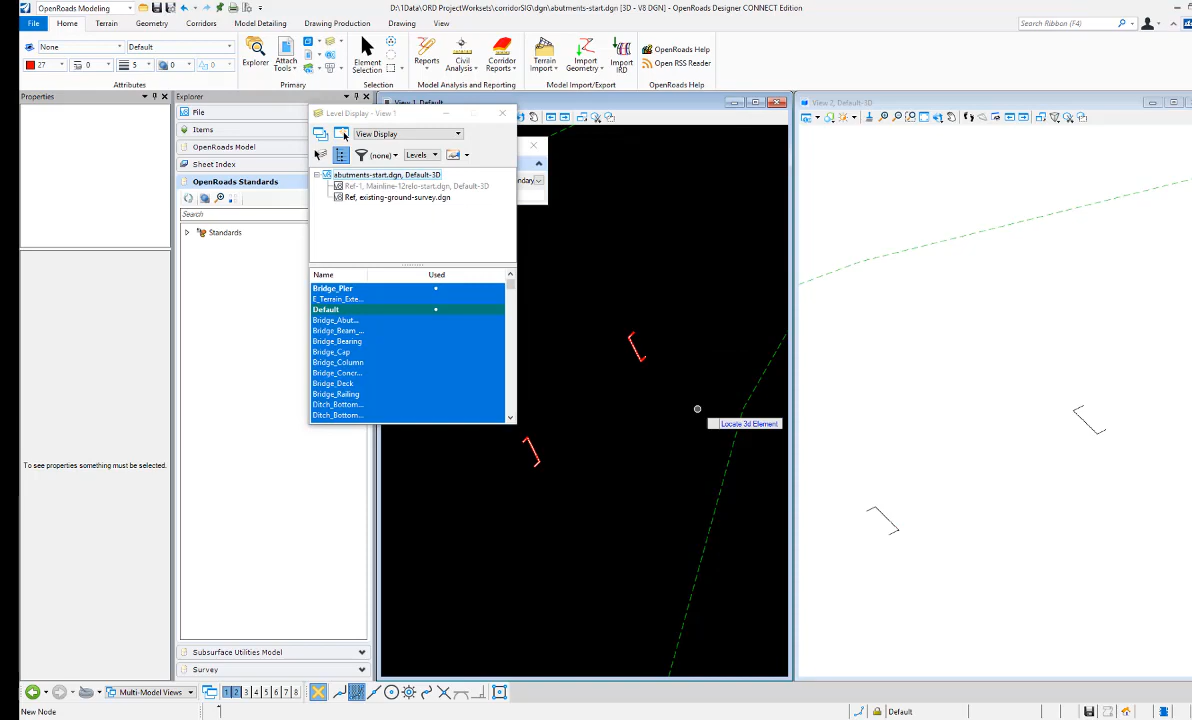 OpenRoads Modeling
D:\1Data\ORD ProjectWorksets\corridorSIG\dgn\abutments-start.dgn [3D - V8 DGN] - OpenRoads Designer CONNECT Edition
File Home Terrain Geometry Corridors Model Detailing Drawing Production Drawing View
Search Ribbon (F4)
None Default
27 0 5 0 0
Attributes
Explorer Attach Tools
Primary
Element Selection
Selection
Reports Civil Analysis Corridor Reports
Model Analysis and Reporting
Terrain Import Import Geometry Import IRD
Model Import/Export
OpenRoads Help
Open RSS Reader
OpenRoads Help
Properties
To see properties something must be selected.
Explorer
File
Items
OpenRoads Model
Sheet Index
OpenRoads Standards
Search
Standards
Subsurface Utilities Model
Survey
Level Display - View 1
View Display
(none) Levels
abutments-start.dgn, Default-3D
Ref-1, Mainline-12relo-start.dgn, Default-3D
Ref, existing-ground-survey.dgn
Name Used
Bridge_Pier
E_Terrain_Exte...
Default
Bridge_Abut...
Bridge_Beam_...
Bridge_Bearing
Bridge_Cap
Bridge_Column
Bridge_Concr...
Bridge_Deck
Bridge_Railing
Ditch_Bottom...
Ditch_Bottom...
View 1, Default
Locate 3d Element
View 2, Default-3D
Multi-Model Views
1 2 3 4 5 6 7 8
New Node
Default